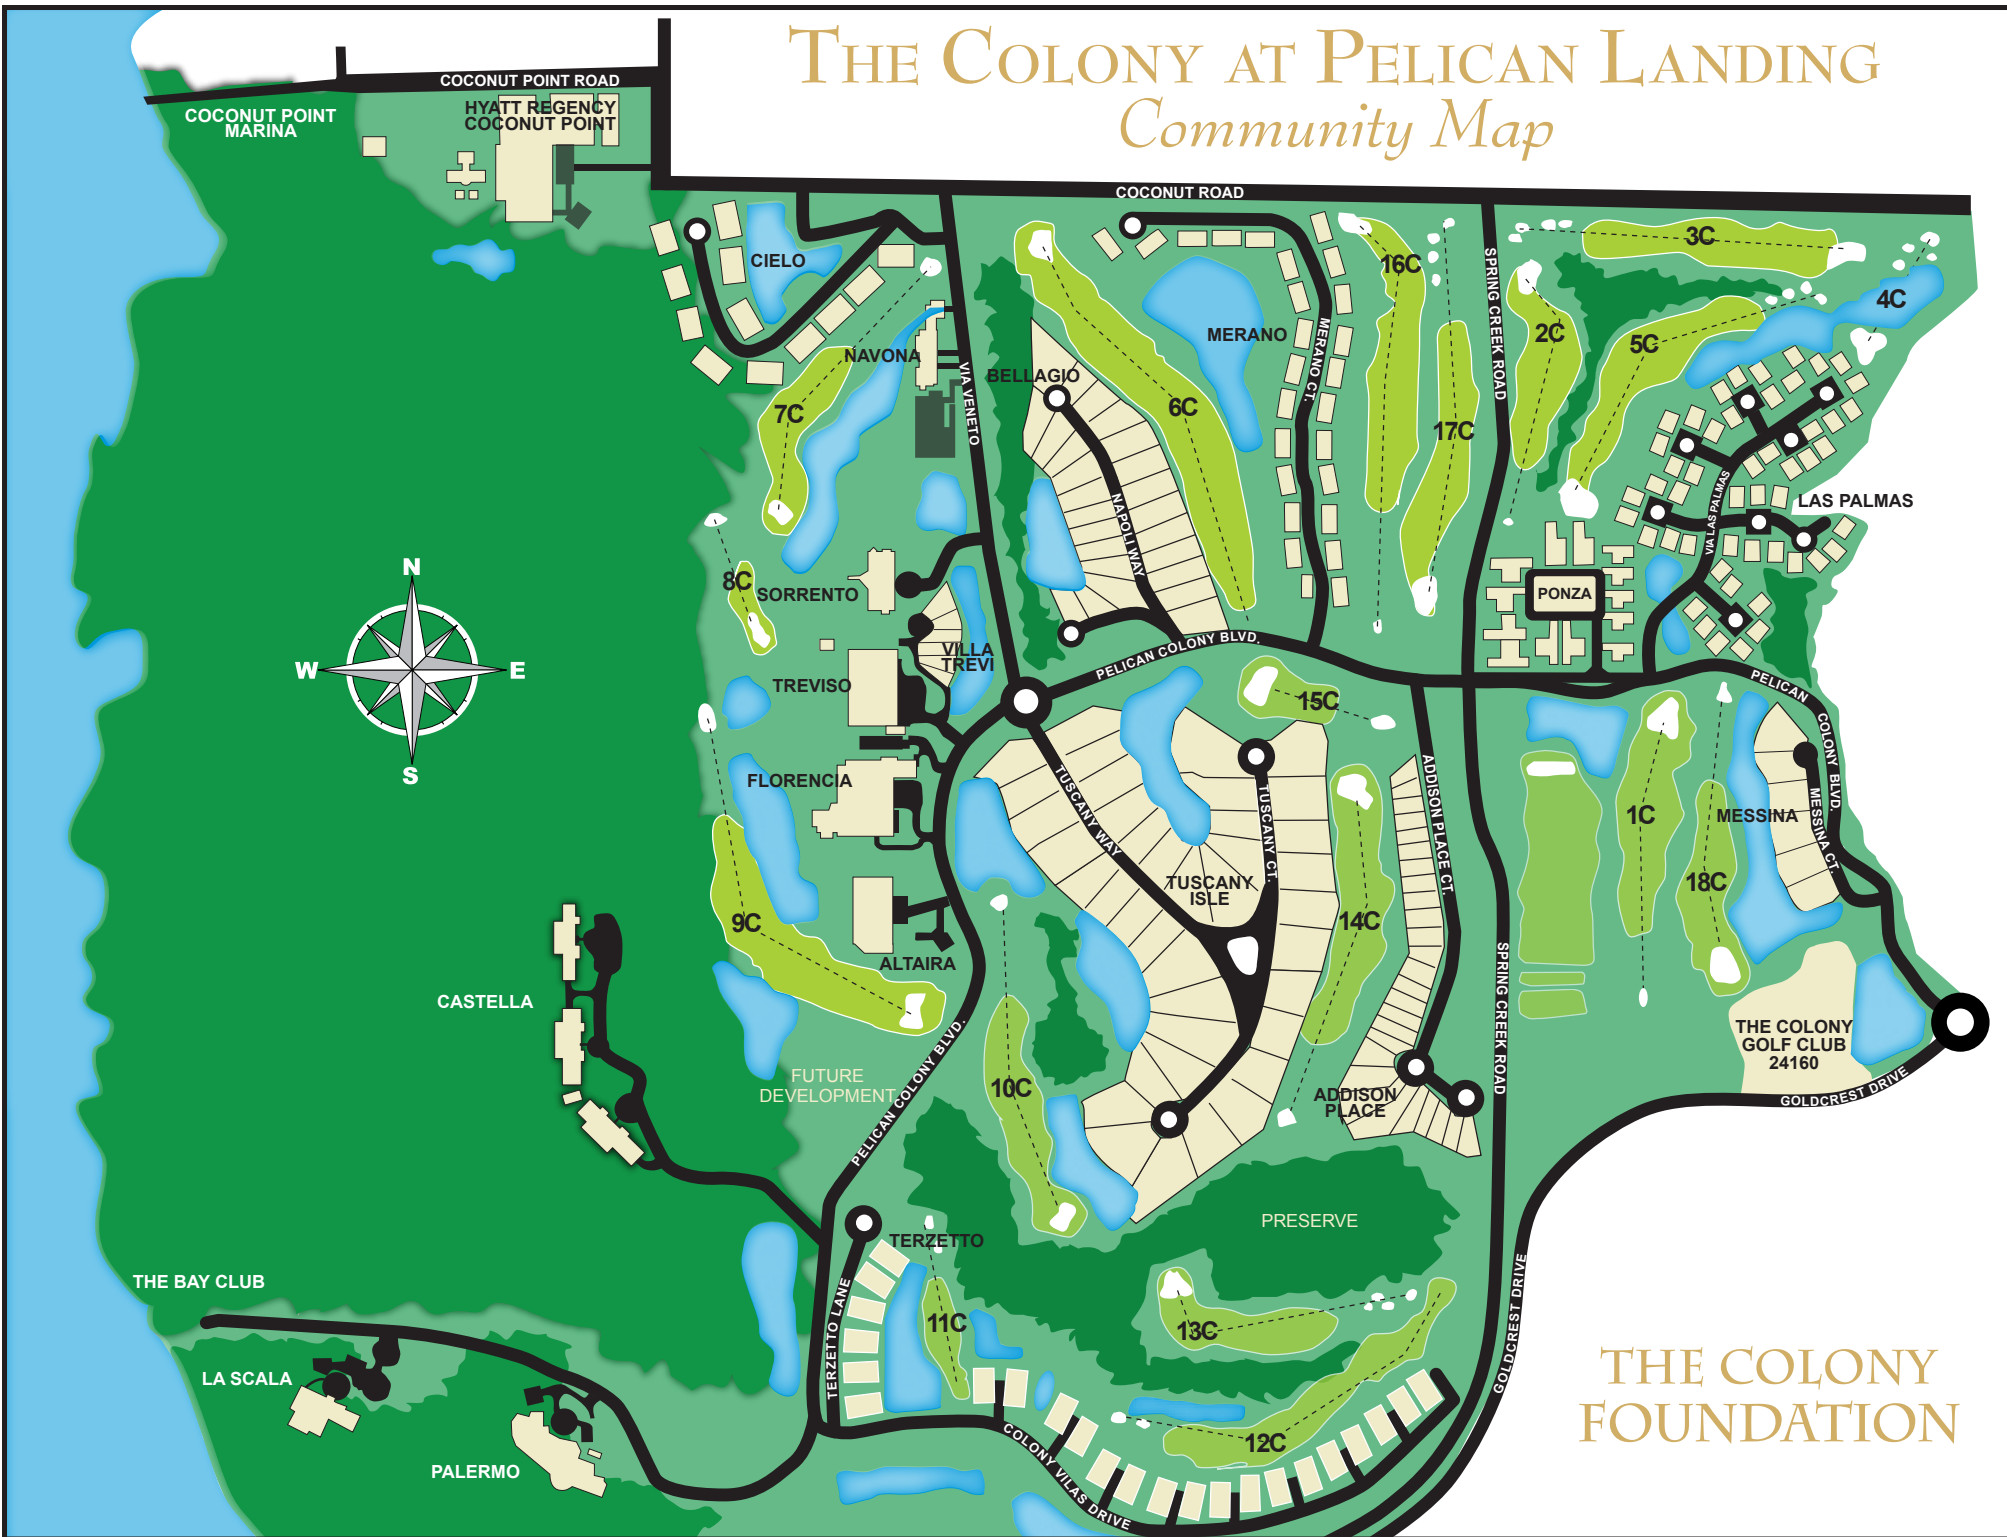 THE COLONY AT PELICAN LANDING
Community Map
COCONUT POINT ROAD
COCONUT POINT
MARINA
HYATT REGENCY
COCONUT POINT
COCONUT ROAD
CIELO
NAVONA
VIA VENETO
BELLAGIO
NAPOLI WAY
MERANO
MERANO CT.
SPRING CREEK ROAD
16C
17C
3C
2C
5C
4C
6C
7C
8C
LAS PALMAS
VIA LAS PALMAS
PONZA
SORRENTO
VILLA
TREVI
TREVISO
FLORENCIA
ALTAIRA
N
W
E
S
PELICAN COLONY BLVD.
15C
TUSCANY WAY
TUSCANY CT.
TUSCANY
ISLE
ADDISON PLACE CT.
14C
1C
18C
MESSINA
MESSINA CT.
PELICAN
COLONY BLVD.
9C
CASTELLA
FUTURE
DEVELOPMENT
PELICAN COLONY BLVD.
10C
ADDISON
PLACE
SPRING CREEK ROAD
THE COLONY
GOLF CLUB
24160
GOLDCREST DRIVE
PRESERVE
TERZETTO
TERZETTO LANE
11C
13C
12C
GOLDCREST DRIVE
COLONY VILAS DRIVE
THE BAY CLUB
LA SCALA
PALERMO
THE COLONY
FOUNDATION